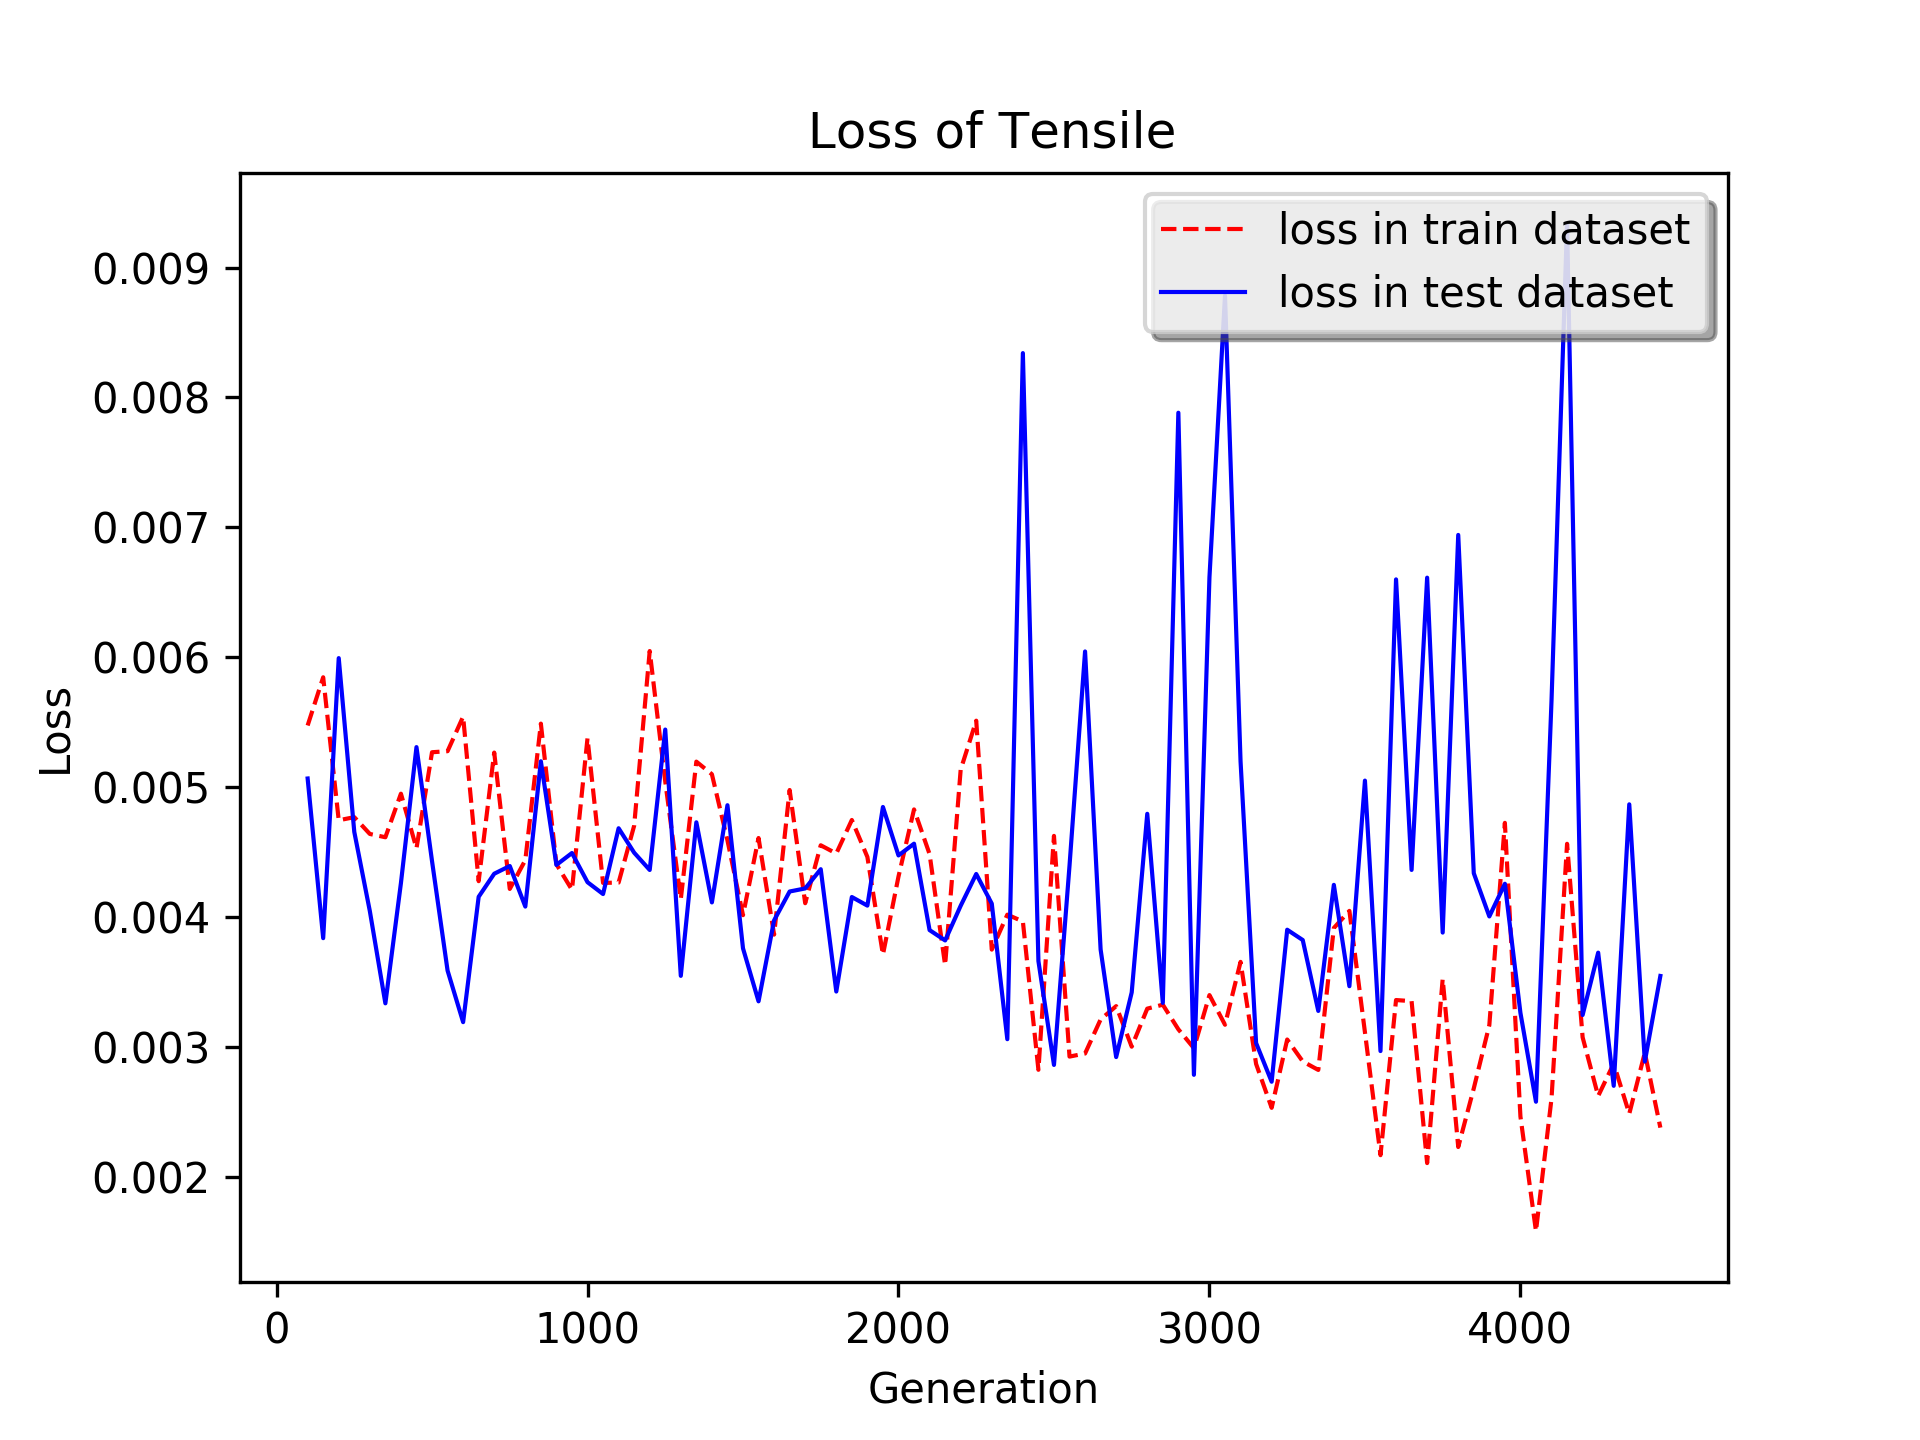 Loss of Tensile
loss in train dataset
loss in test dataset
0.009
0.008
0.007
0.006
0.005
0.004
0.003
0.002
Loss
0 1000 2000 3000 4000
Generation